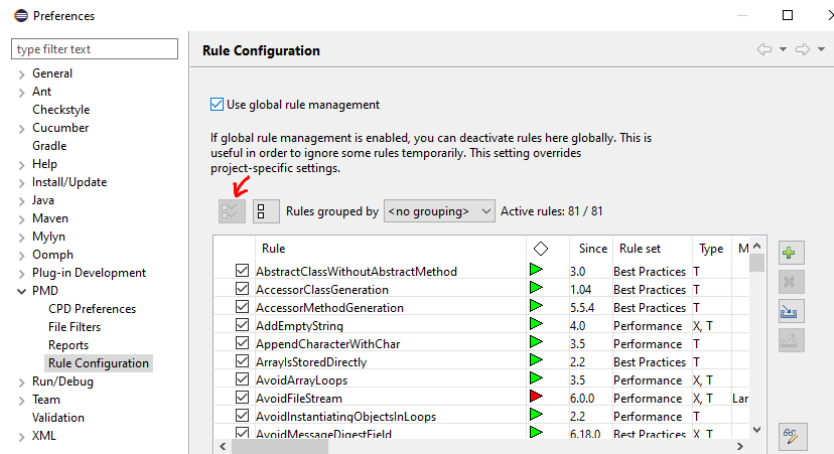 Preferences
type filter text
Rule Configuration
General
Ant
Checkstyle
Cucumber
Gradle
Help
Install/Update
Java
Maven
Mylyn
Oomph
Plug-in Development
PMD
CPD Preferences
File Filters
Reports
Rule Configuration
Run/Debug
Team
Validation
XML
Use global rule management
If global rule management is enabled, you can deactivate rules here globally. This is
useful in order to ignore some rules temporarily. This setting overrides
project-specific settings.
Rules grouped by <no grouping> Active rules: 81 / 81
Rule Since Rule set Type M
AbstractClassWithoutAbstractMethod 3.0 Best Practices T
AccessorClassGeneration 1.04 Best Practices T
AccessorMethodGeneration 5.5.4 Best Practices T
AddEmptyString 4.0 Performance X, T
AppendCharacterWithChar 3.5 Performance T
ArrayIsStoredDirectly 2.2 Best Practices T
AvoidArrayLoops 3.5 Performance X, T
AvoidFileStream 6.0.0 Performance X, T Lar
AvoidInstantiatingObjectsInLoops 2.2 Performance T
AvoidMessageDigestField 6.18.0 Best Practices X, T